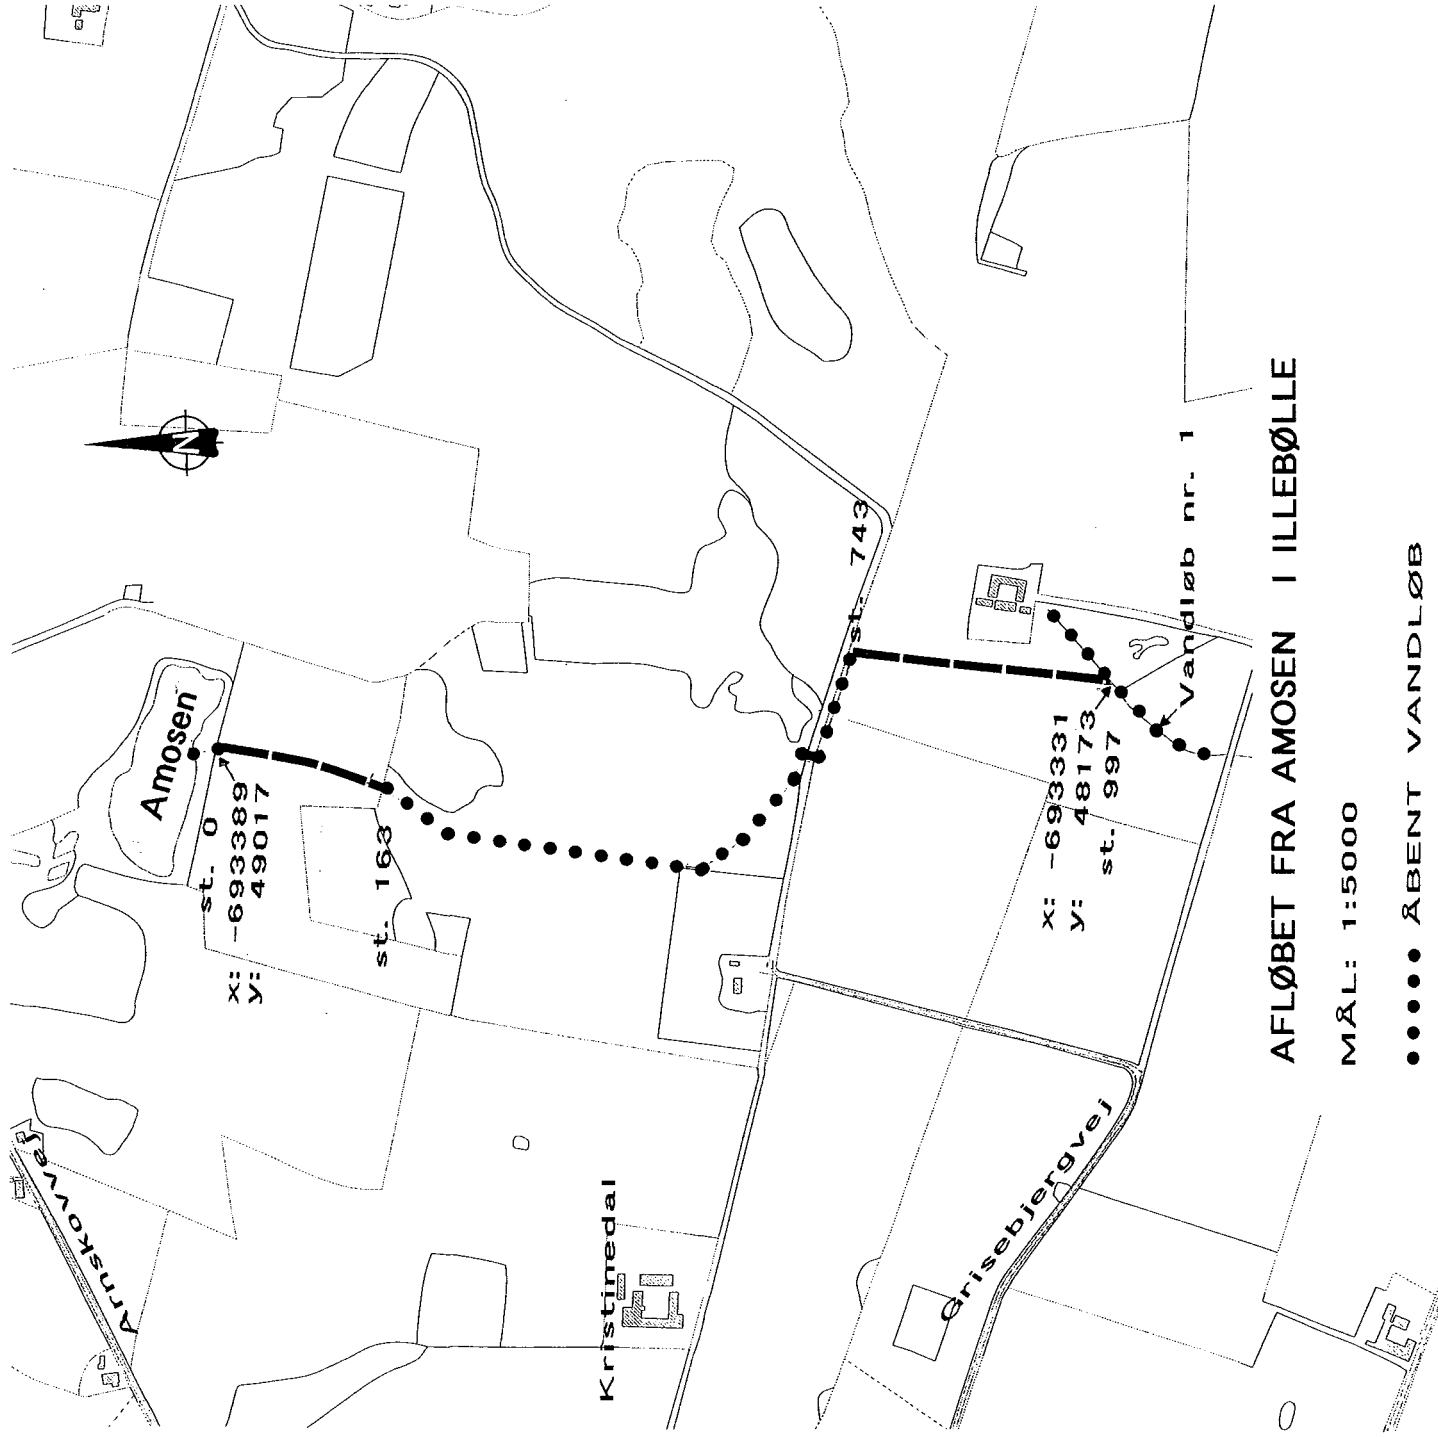 N
Amosen
st. 0
x: -693389
y: 49017
st. 163
Arnskovvej
Kristinedal
st. 743
x: -693331
y: 48173
st. 997
Vandløb nr. 1
Grisebjergvej
AFLØBET FRA AMOSEN I ILLEBØLLE
MÅL: 1:5000
ÅBENT VANDLØB